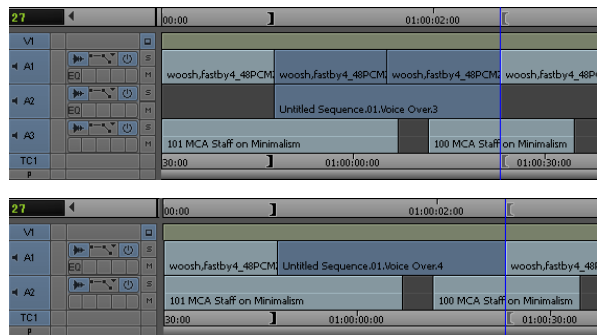 27 00:00 01:00:02:00
V1
A1 S
EQ M woosh,fastby4_48PCM woosh,fastby4_48PCM woosh,fastby4_48PCM woosh,fastby4_48P
A2 S
EQ M Untitled Sequence.01.Voice Over.3
A3 S
M 101 MCA Staff on Minimalism 100 MCA Staff on Minimalism
TC1 30:00 01:00:00:00 01:00:30:00
P
27 00:00 01:00:02:00
V1
A1 S
EQ M woosh,fastby4_48PCM Untitled Sequence.01.Voice Over.4 woosh,fastby4_48P
A2 S
M 101 MCA Staff on Minimalism 100 MCA Staff on Minimalism
TC1 30:00 01:00:00:00 01:00:30:00
P